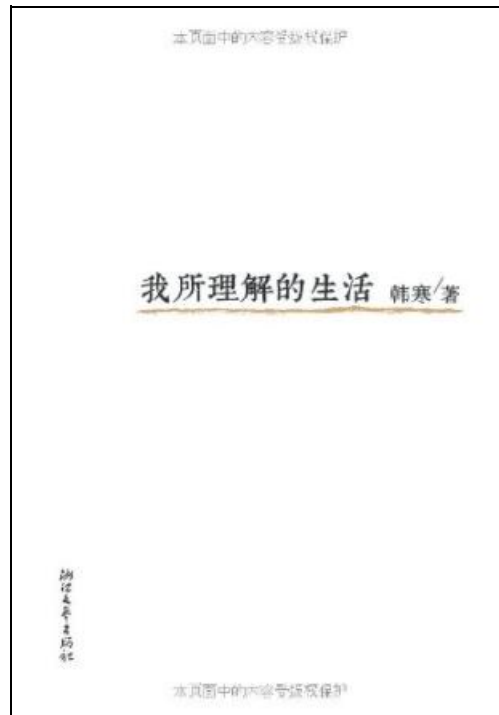 本页面中的内容受版权保护
我所理解的生活 韩寒/著
浙江文艺出版社
本页面中的内容受版权保护